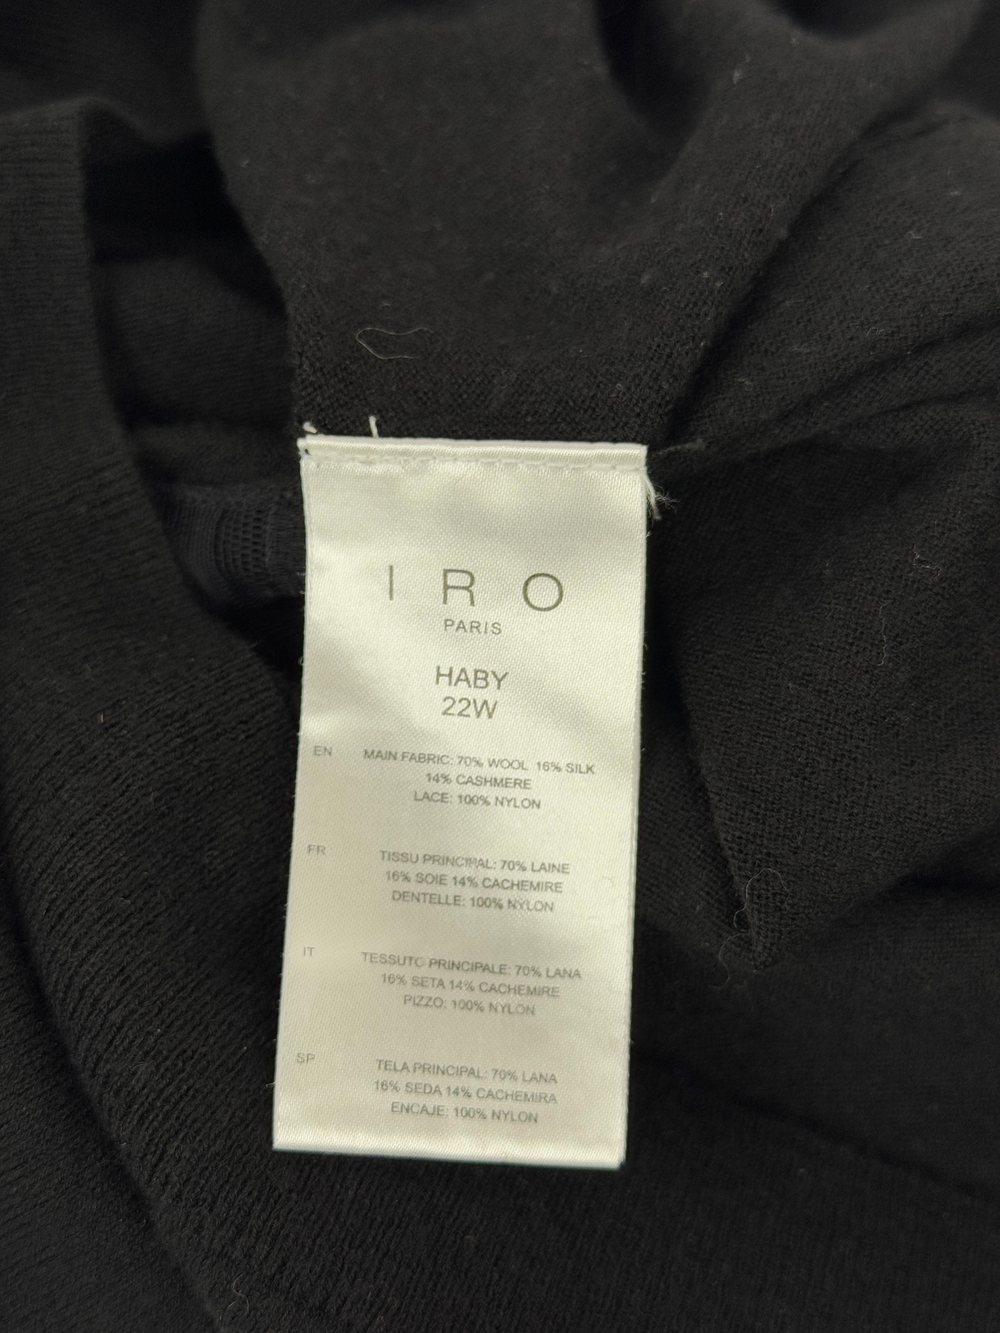 I R O
PARIS
HABY
22W
EN
MAIN FABRIC: 70% WOOL 16% SILK
14% CASHMERE
LACE: 100% NYLON
FR
TISSU PRINCIPAL: 70% LAINE
16% SOIE 14% CACHEMIRE
DENTELLE: 100% NYLON
IT
TESSUTO PRINCIPALE: 70% LANA
16% SETA 14% CACHEMIRE
PIZZO: 100% NYLON
SP
TELA PRINCIPAL: 70% LANA
16% SEDA 14% CACHEMIRA
ENCAJE: 100% NYLON